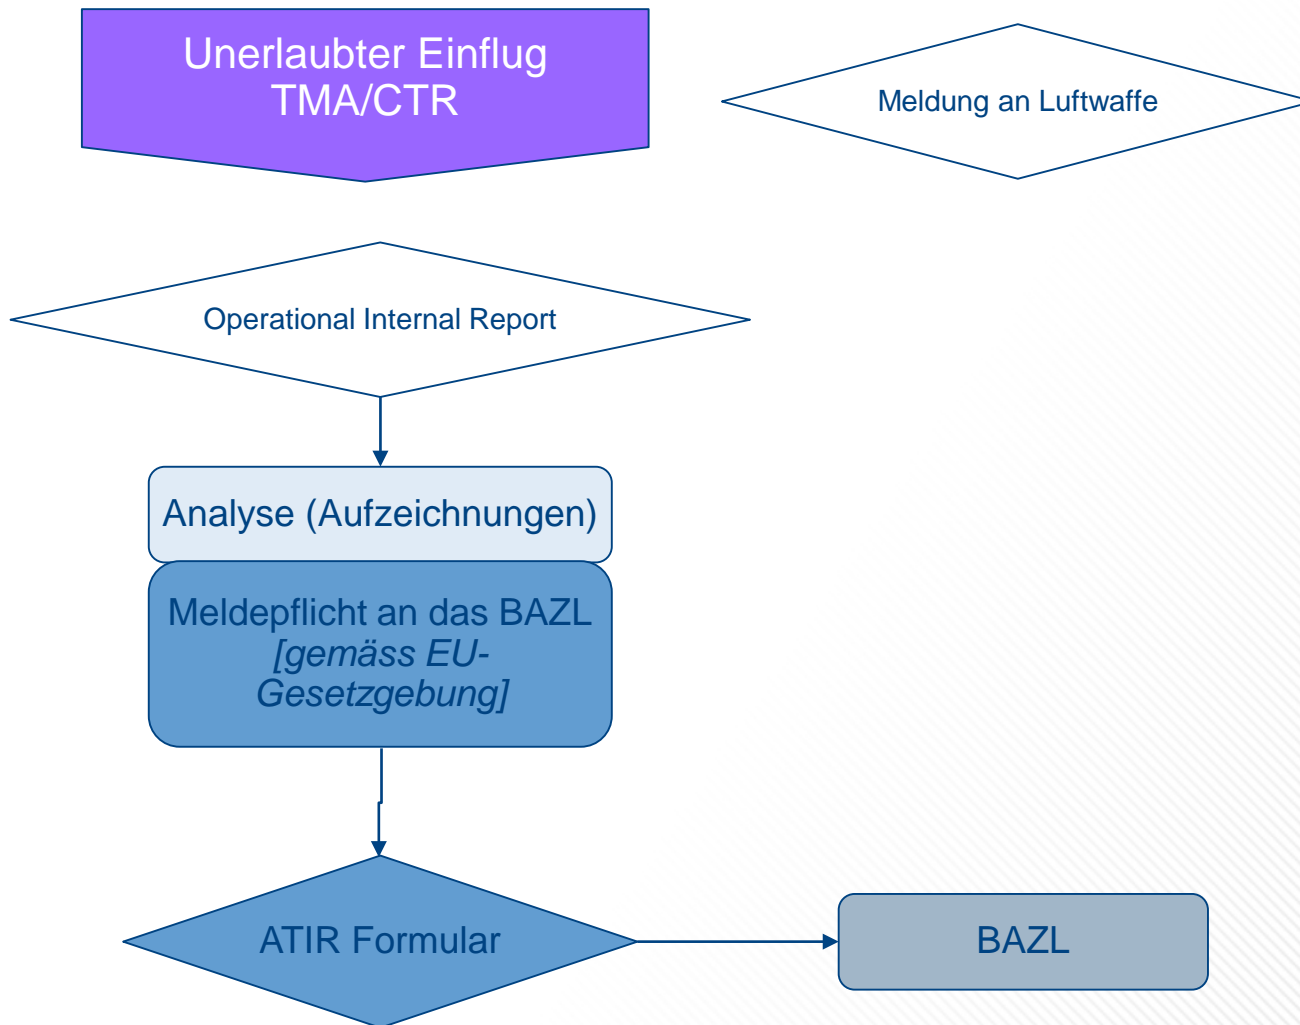 Unerlaubter Einflug
TMA/CTR
Meldung an Luftwaffe
Operational Internal Report
Analyse (Aufzeichnungen)
Meldepflicht an das BAZL
[gemäss EU-
Gesetzgebung]
ATIR Formular
BAZL